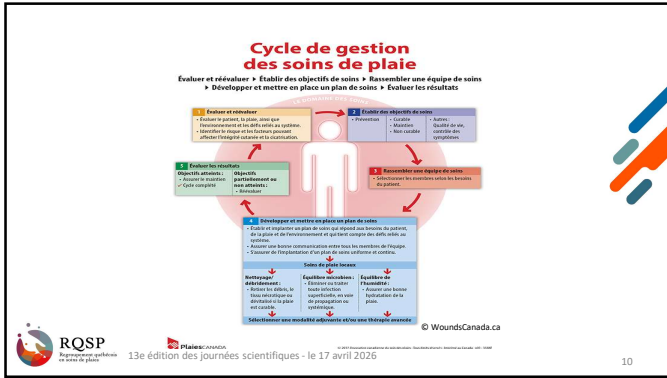 Cycle de gestion
des soins de plaie
Évaluer et réévaluer ▸ Établir des objectifs de soins ▸ Rassembler une équipe de soins
▸ Développer et mettre en place un plan de soins ▸ Évaluer les résultats
1 Évaluer et réévaluer
• Évaluer le patient, la plaie, ainsi que
l'environnement et les défis reliés au système.
• Identifier le risque et les facteurs pouvant
affecter l'intégrité cutanée et la cicatrisation.
2 Établir des objectifs de soins
• Prévention
• Curable
• Maintien
• Non curable
• Autres :
Qualité de vie,
contrôle des
symptômes
3 Rassembler une équipe de soins
• Sélectionner les membres selon les besoins
du patient.
5 Évaluer les résultats
Objectifs atteints :
• Assurer le maintien
✓ Cycle complété
Objectifs
partiellement ou
non atteints :
• Réévaluer
4 Développer et mettre en place un plan de soins
• Établir et implanter un plan de soins qui répond aux besoins du patient,
de la plaie et de l'environnement et qui tient compte des défis reliés au
système.
• Assurer une bonne communication entre tous les membres de l'équipe.
• S'assurer de l'implantation d'un plan de soins uniforme et continu.
Soins de plaie locaux
Nettoyage/
débridement :
• Retirer les débris, le
tissu nécrotique ou
dévitalisé si la plaie
est curable.
Équilibre microbien :
• Éliminer ou traiter
toute infection
superficielle, en voie
de propagation ou
systémique.
Équilibre de
l'humidité :
• Assurer une bonne
hydratation de la
plaie.
Sélectionner une modalité adjuvante et/ou une thérapie avancée
© WoundsCanada.ca
PlaiesCANADA
RQSP
Regroupement québécois
en soins de plaies
13e édition des journées scientifiques - le 17 avril 2026
10